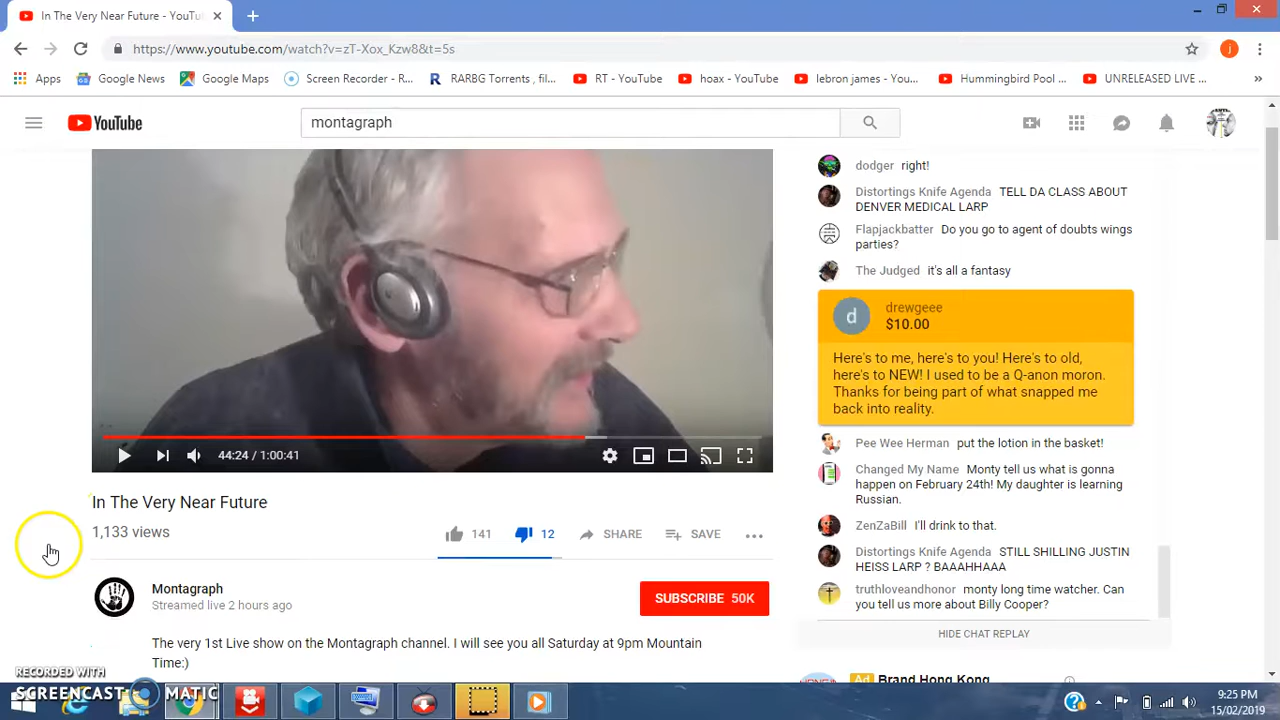 In The Very Near Future - YouTu
https://www.youtube.com/watch?v=zT-Xox_Kzw8&t=5s
j
Apps
Google News
Google Maps
Screen Recorder - R...
RARBG Torrents , fil...
RT - YouTube
hoax - YouTube
lebron james - You...
Hummingbird Pool ...
UNRELEASED LIVE ...
YouTube
montagraph
dodger right!
Distortings Knife Agenda TELL DA CLASS ABOUT
DENVER MEDICAL LARP
Flapjackbatter Do you go to agent of doubts wings
parties?
The Judged it's all a fantasy
d
drewgeee
$10.00
Here's to me, here's to you! Here's to old,
here's to NEW! I used to be a Q-anon moron.
Thanks for being part of what snapped me
back into reality.
Pee Wee Herman put the lotion in the basket!
Changed My Name Monty tell us what is gonna
happen on February 24th! My daughter is learning
Russian.
ZenZaBill I'll drink to that.
Distortings Knife Agenda STILL SHILLING JUSTIN
HEISS LARP ? BAAAHHAAA
truthloveandhonor monty long time watcher. Can
you tell us more about Billy Cooper?
HIDE CHAT REPLAY
44:24 / 1:00:41
In The Very Near Future
1,133 views
141
12
SHARE
SAVE
Montagraph
Streamed live 2 hours ago
SUBSCRIBE 50K
The very 1st Live show on the Montagraph channel. I will see you all Saturday at 9pm Mountain
Time:)
Ad Brand Hong Kong
RECORDED WITH
SCREENCAST MATIC
9:25 PM
15/02/2019